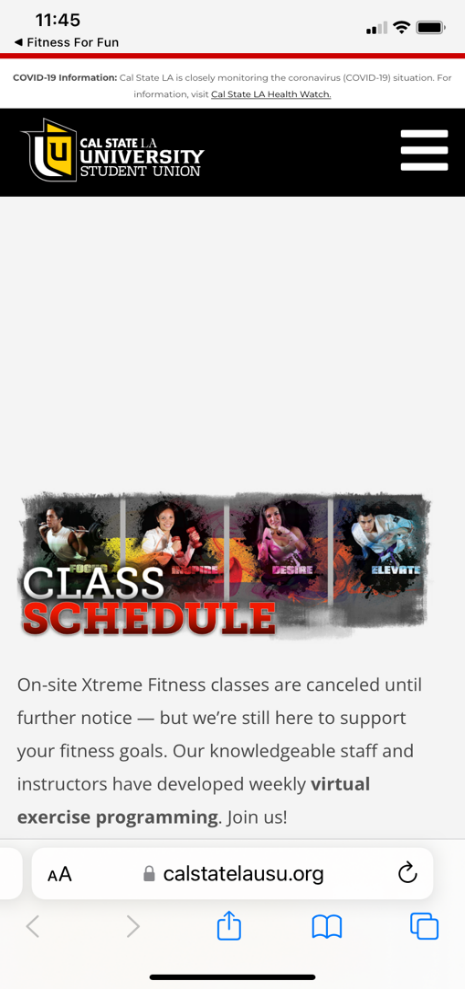 11:45
◀ Fitness For Fun
COVID-19 Information: Cal State LA is closely monitoring the coronavirus (COVID-19) situation. For
information, visit Cal State LA Health Watch.
U
CAL STATE LA
UNIVERSITY
STUDENT UNION
FOCUS INSPIRE DESIRE ELEVATE
CLASS
SCHEDULE
On-site Xtreme Fitness classes are canceled until
further notice — but we’re still here to support
your fitness goals. Our knowledgeable staff and
instructors have developed weekly virtual
exercise programming. Join us!
AA calstatelausu.org